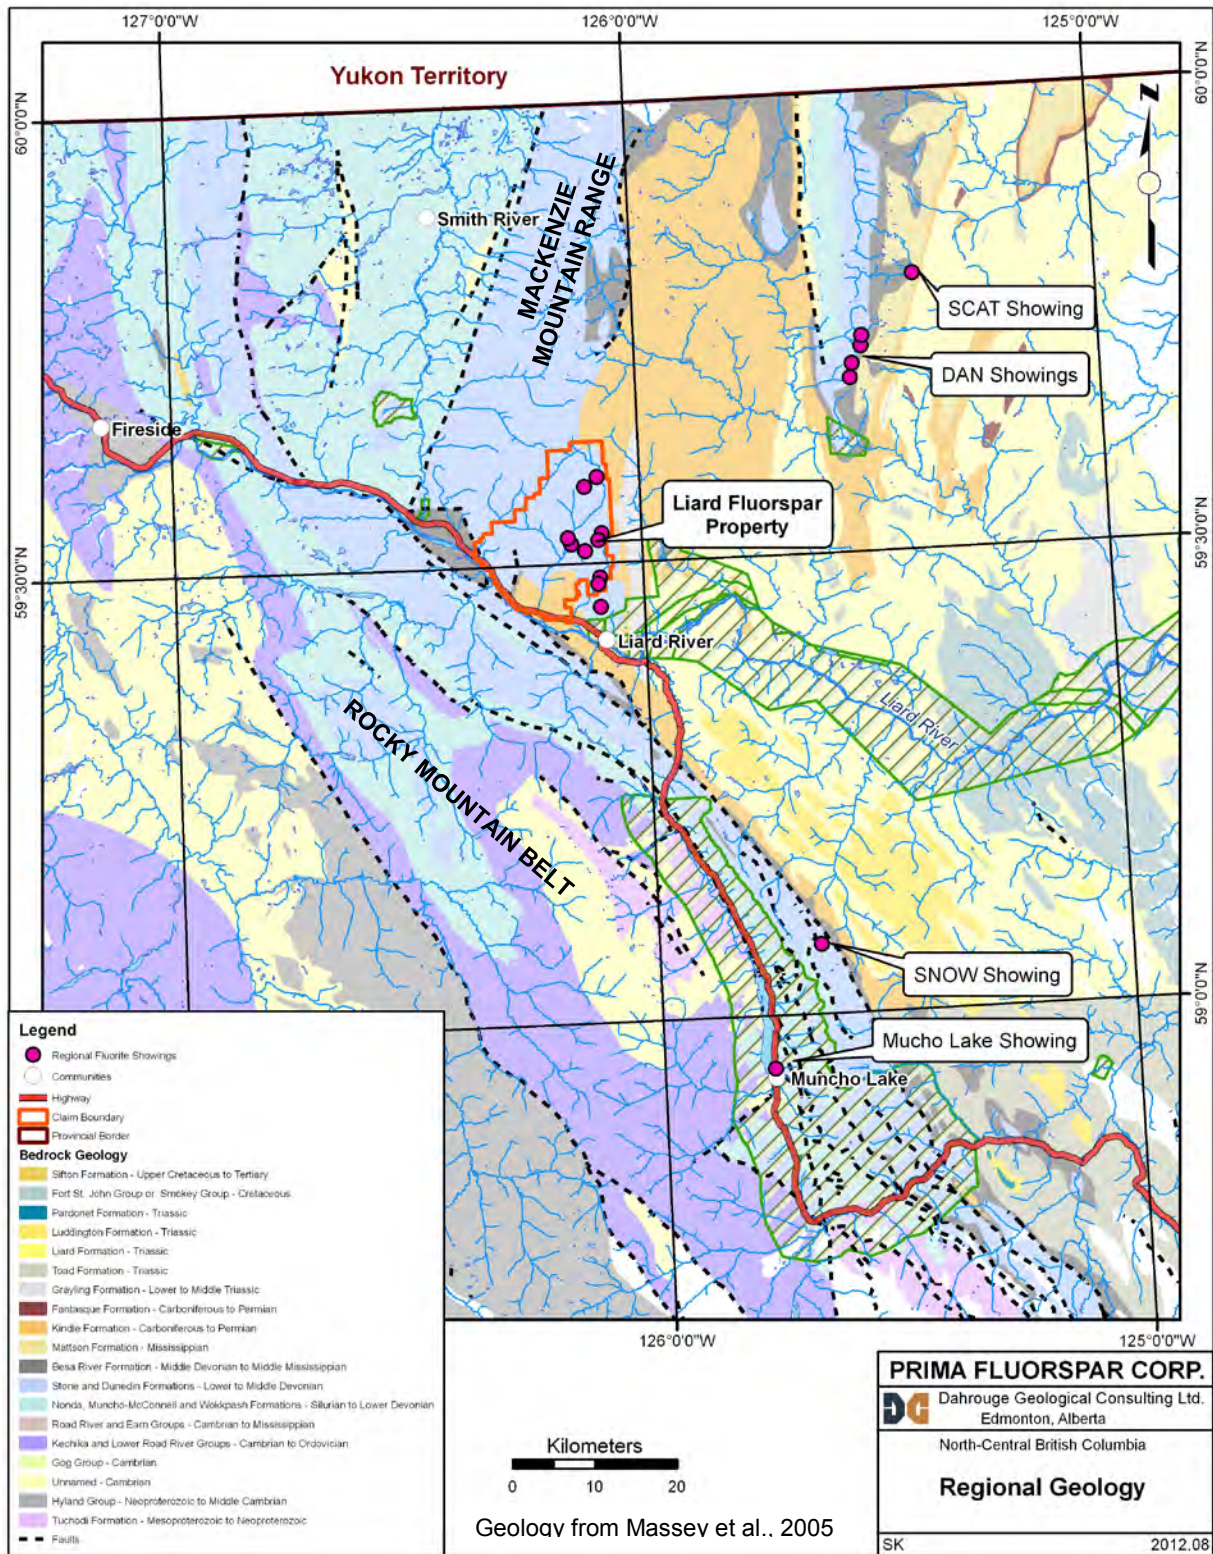 127°0'0"W
126°0'0"W
125°0'0"W
Yukon Territory
60°0'0"N
60°0'0"N
Z
MACKENZIE
MOUNTAIN RANGE
Smith River
SCAT Showing
DAN Showings
Fireside
Liard Fluorspar
Property
59°30'0"N
59°30'0"N
Liard River
Liard River
ROCKY MOUNTAIN BELT
SNOW Showing
59°0'0"N
Mucho Lake Showing
Muncho Lake
Legend
Regional Fluorite Showings
Communities
Highway
Claim Boundary
Provincial Border
Bedrock Geology
Sifton Formation - Upper Cretaceous to Tertiary
Fort St. John Group or Smokey Group - Cretaceous
Pardonet Formation - Triassic
Luddington Formation - Triassic
Liard Formation - Triassic
Toad Formation - Triassic
Grayling Formation - Lower to Middle Triassic
Fantasque Formation - Carboniferous to Permian
Kindle Formation - Carboniferous to Permian
Mattson Formation - Mississippian
Besa River Formation - Middle Devonian to Middle Mississippian
Stone and Dunedin Formations - Lower to Middle Devonian
Nonda, Muncho-McConnell and Wokkpash Formations - Silurian to Lower Devonian
Road River and Earn Groups - Cambrian to Mississippian
Kechika and Lower Road River Groups - Cambrian to Ordovician
Gog Group - Cambrian
Unnamed - Cambrian
Hyland Group - Neoproterozoic to Middle Cambrian
Tuchodi Formation - Mesoproterozoic to Neoproterozoic
Faults
126°0'0"W
125°0'0"W
Kilometers
0 10 20
Geology from Massey et al., 2005
PRIMA FLUORSPAR CORP.
Dahrouge Geological Consulting Ltd.
Edmonton, Alberta
North-Central British Columbia
Regional Geology
SK
2012.08